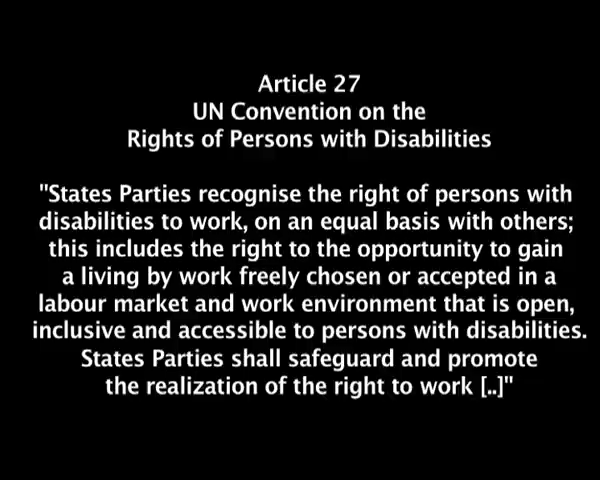 Article 27
UN Convention on the
Rights of Persons with Disabilities
"States Parties recognise the right of persons with
disabilities to work, on an equal basis with others;
this includes the right to the opportunity to gain
a living by work freely chosen or accepted in a
labour market and work environment that is open,
inclusive and accessible to persons with disabilities.
States Parties shall safeguard and promote
the realization of the right to work [..]"